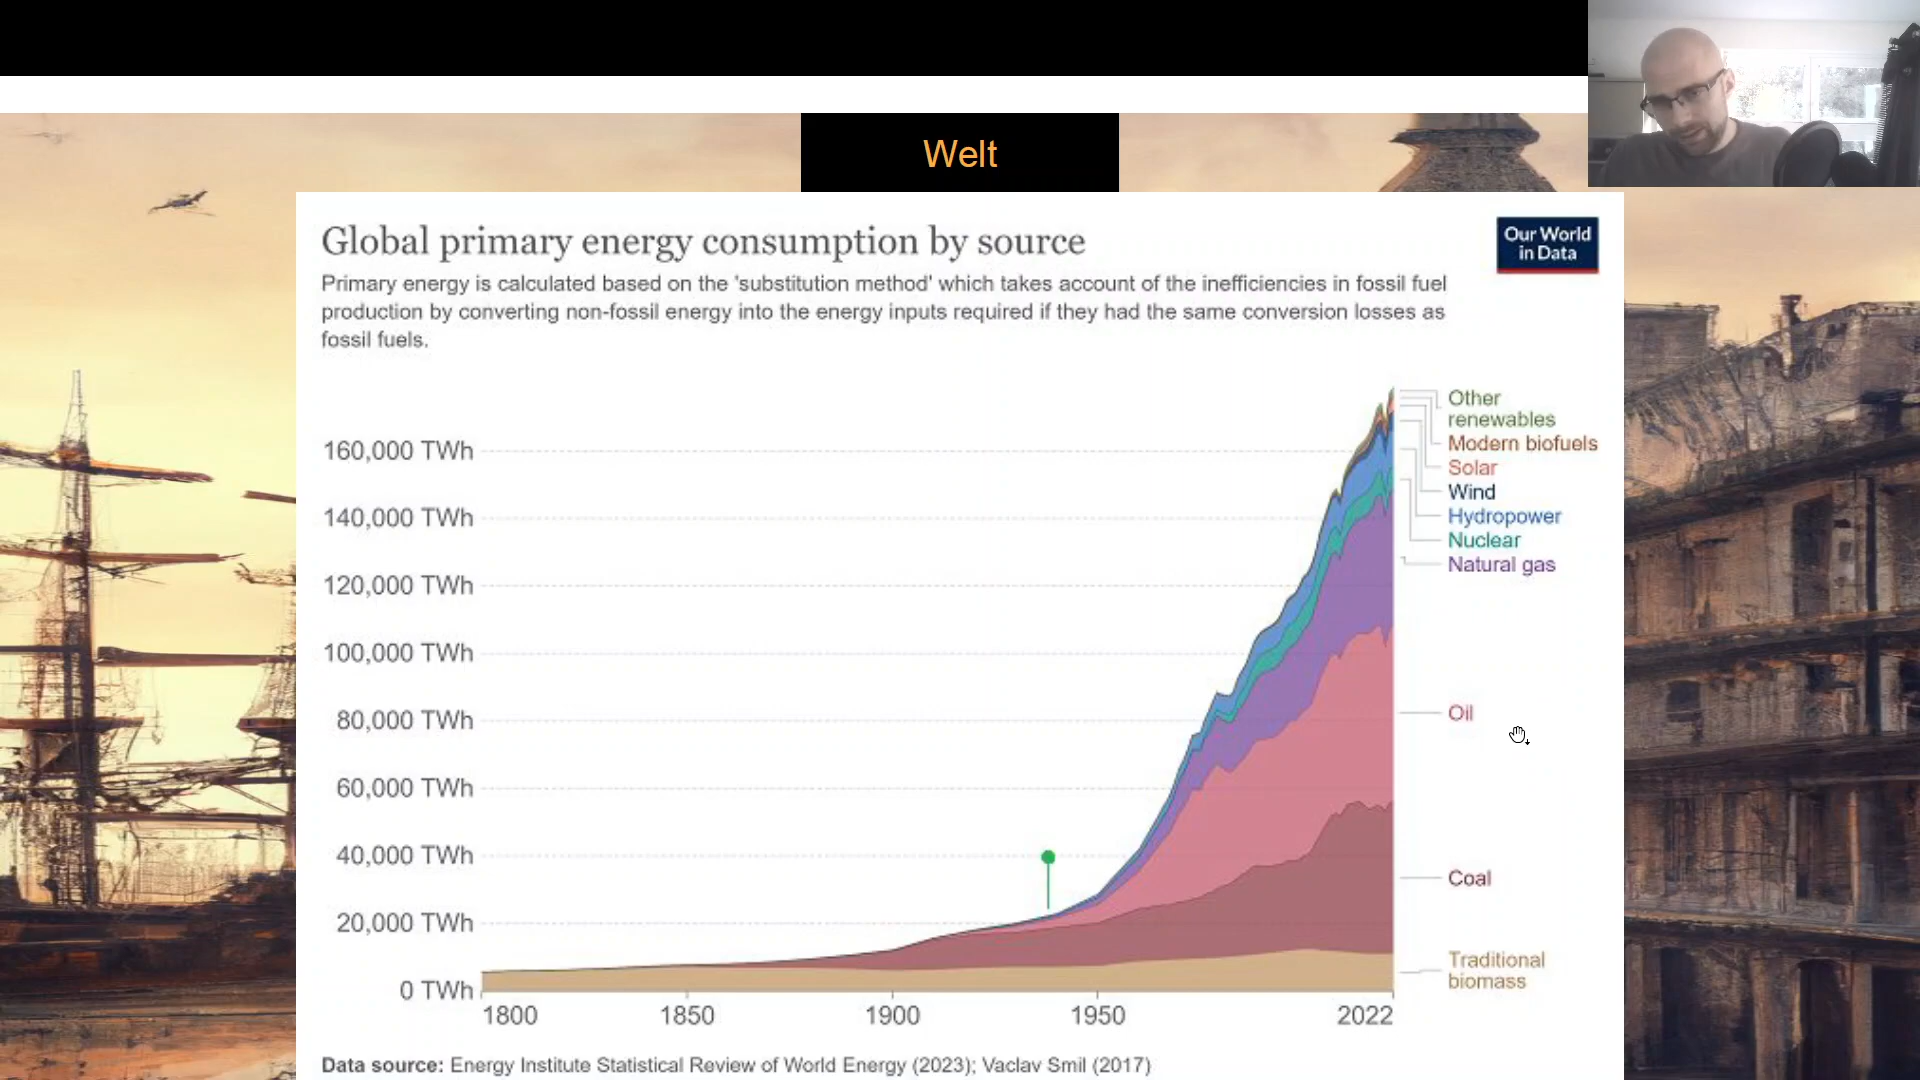 Welt
Global primary energy consumption by source
Our World
in Data
Primary energy is calculated based on the 'substitution method' which takes account of the inefficiencies in fossil fuel
production by converting non-fossil energy into the energy inputs required if they had the same conversion losses as
fossil fuels.
160,000 TWh
140,000 TWh
120,000 TWh
100,000 TWh
80,000 TWh
60,000 TWh
40,000 TWh
20,000 TWh
0 TWh
Other
renewables
Modern biofuels
Solar
Wind
Hydropower
Nuclear
Natural gas
Oil
Coal
Traditional
biomass
1800
1850
1900
1950
2022
Data source: Energy Institute Statistical Review of World Energy (2023); Vaclav Smil (2017)